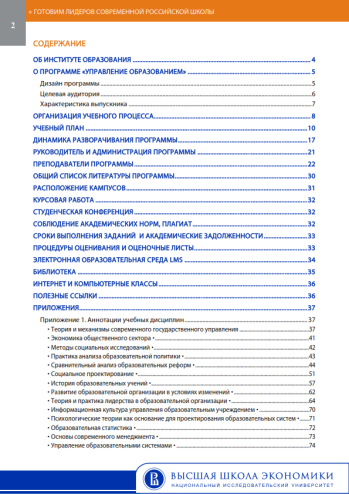 • ГОТОВИМ ЛИДЕРОВ СОВРЕМЕННОЙ РОССИЙСКОЙ ШКОЛЫ
2
СОДЕРЖАНИЕ
ОБ ИНСТИТУТЕ ОБРАЗОВАНИЯ 4
О ПРОГРАММЕ «УПРАВЛЕНИЕ ОБРАЗОВАНИЕМ» 5
Дизайн программы 5
Целевая аудитория 6
Характеристика выпускника 7
ОРГАНИЗАЦИЯ УЧЕБНОГО ПРОЦЕССА 8
УЧЕБНЫЙ ПЛАН 10
ДИНАМИКА РАЗВОРАЧИВАНИЯ ПРОГРАММЫ 17
РУКОВОДИТЕЛЬ И АДМИНИСТРАЦИЯ ПРОГРАММЫ 21
ПРЕПОДАВАТЕЛИ ПРОГРАММЫ 22
ОБЩИЙ СПИСОК ЛИТЕРАТУРЫ ПРОГРАММЫ 30
РАСПОЛОЖЕНИЕ КАМПУСОВ 31
КУРСОВАЯ РАБОТА 32
СТУДЕНЧЕСКАЯ КОНФЕРЕНЦИЯ 32
СОБЛЮДЕНИЕ АКАДЕМИЧЕСКИХ НОРМ, ПЛАГИАТ 32
СРОКИ ВЫПОЛНЕНИЯ ЗАДАНИЙ И АКАДЕМИЧЕСКИЕ ЗАДОЛЖЕННОСТИ 33
ПРОЦЕДУРЫ ОЦЕНИВАНИЯ И ОЦЕНОЧНЫЕ ЛИСТЫ 33
ЭЛЕКТРОННАЯ ОБРАЗОВАТЕЛЬНАЯ СРЕДА LMS 34
БИБЛИОТЕКА 35
ИНТЕРНЕТ И КОМПЬЮТЕРНЫЕ КЛАССЫ 36
ПОЛЕЗНЫЕ ССЫЛКИ 36
ПРИЛОЖЕНИЯ 37
Приложение 1. Аннотации учебных дисциплин 37
• Теория и механизмы современного государственного управления 37
• Экономика общественного сектора 41
• Методы социальных исследований 42
• Практика анализа образовательной политики 43
• Сравнительный анализ образовательных реформ 44
• Социальное проектирование 51
• История образовательных учений 57
• Развитие образовательной организации в условиях изменений 62
• Теория и практика лидерства в образовательной организации 64
• Информационная культура управления образовательным учреждением 70
• Психологические теории как основание для проектирования образовательных систем 71
• Образовательная статистика 72
• Основы современного менеджмента 73
• Управление образовательными системами 74
ВЫСШАЯ ШКОЛА ЭКОНОМИКИ
НАЦИОНАЛЬНЫЙ ИССЛЕДОВАТЕЛЬСКИЙ УНИВЕРСИТЕТ